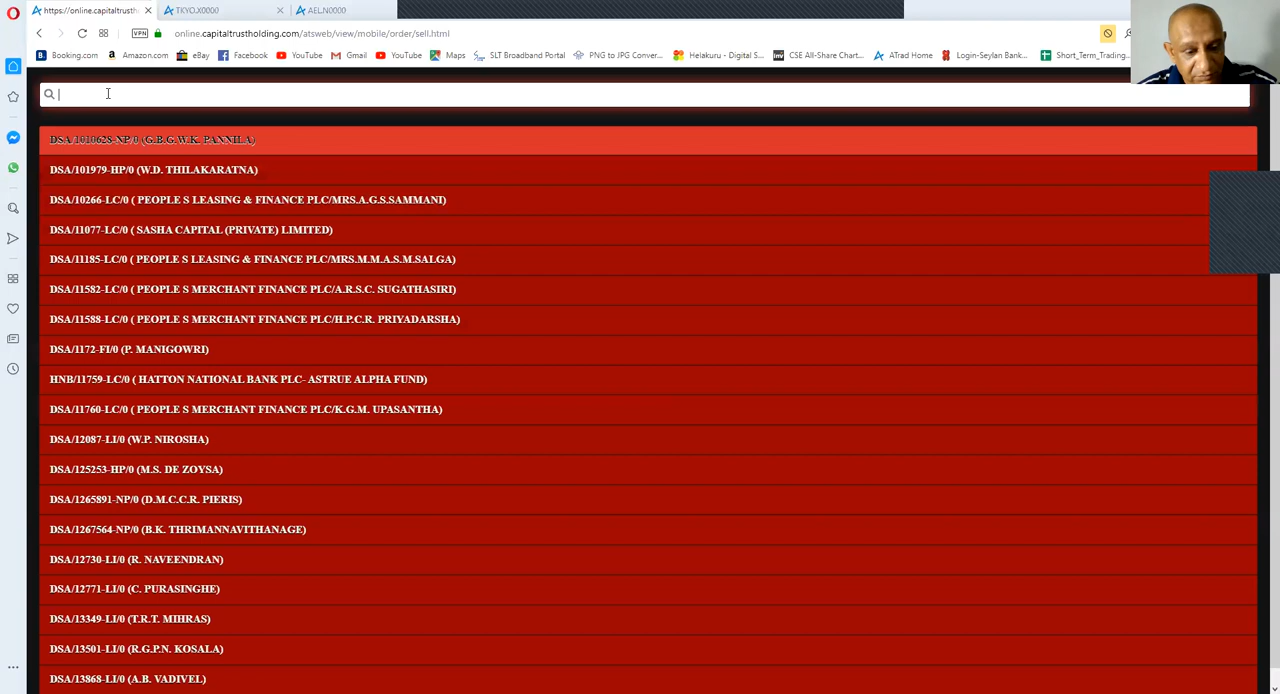 https://online.capitaltrusth
TKYO.X0000
AEL.N0000
VPN
online.capitaltrustholding.com/atsweb/view/mobile/order/sell.html
Booking.com
Amazon.com
eBay
Facebook
YouTube
Gmail
YouTube
Maps
SLT Broadband Portal
PNG to JPG Conver...
Helakuru - Digital S...
CSE All-Share Chart...
ATrad - Home
Login-Seylan Bank...
Short_Term_Trading
DSA/1010628-NP/0 (G.B.G.W.K. PANNILA)
DSA/101979-HP/0 (W.D. THILAKARATNA)
DSA/10266-LC/0 ( PEOPLE S LEASING & FINANCE PLC/MRS.A.G.S.SAMMANI)
DSA/11077-LC/0 ( SASHA CAPITAL (PRIVATE) LIMITED)
DSA/11185-LC/0 ( PEOPLE S LEASING & FINANCE PLC/MRS.M.M.A.S.M.SALGA)
DSA/11582-LC/0 ( PEOPLE S MERCHANT FINANCE PLC/A.R.S.C. SUGATHASIRI)
DSA/11588-LC/0 ( PEOPLE S MERCHANT FINANCE PLC/H.P.C.R. PRIYADARSHA)
DSA/1172-FI/0 (P. MANIGOWRI)
HNB/11759-LC/0 ( HATTON NATIONAL BANK PLC- ASTRUE ALPHA FUND)
DSA/11760-LC/0 ( PEOPLE S MERCHANT FINANCE PLC/K.G.M. UPASANTHA)
DSA/12087-LI/0 (W.P. NIROSHA)
DSA/125253-HP/0 (M.S. DE ZOYSA)
DSA/1265891-NP/0 (D.M.C.C.R. PIERIS)
DSA/1267564-NP/0 (B.K. THRIMANNAVITHANAGE)
DSA/12730-LI/0 (R. NAVEENDRAN)
DSA/12771-LI/0 (C. PURASINGHE)
DSA/13349-LI/0 (T.R.T. MIHRAS)
DSA/13501-LI/0 (R.G.P.N. KOSALA)
DSA/13868-LI/0 (A.B. VADIVEL)